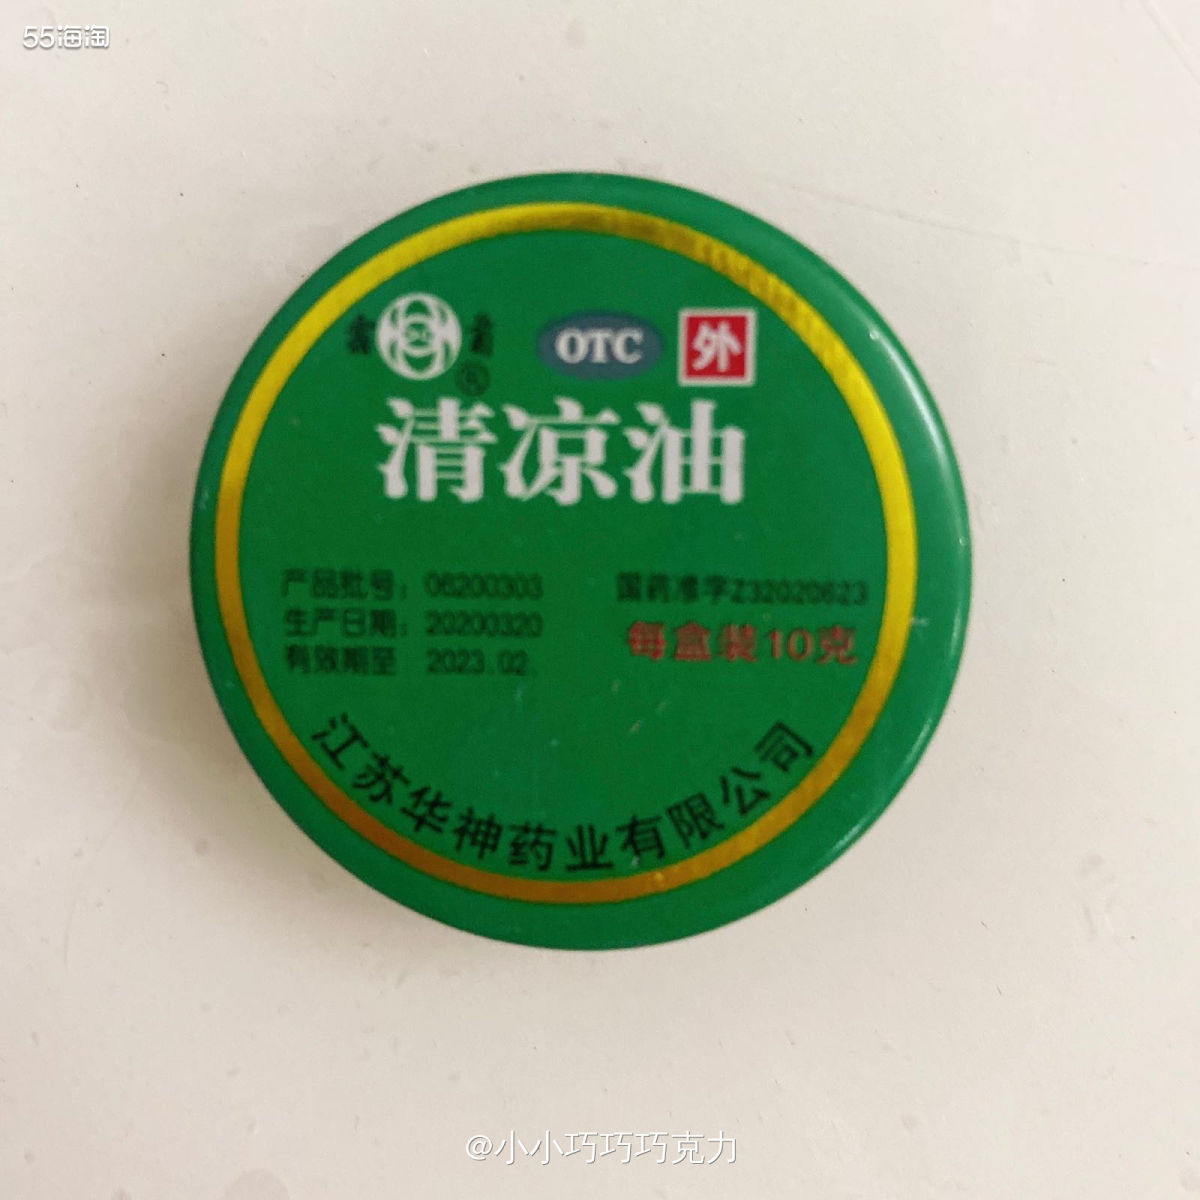 55海淘
OTC 外
清凉油
产品批号：06200303
生产日期：20200320
有效期至 2023.02.
国药准字Z32020623
每盒装10克
江苏华神药业有限公司
@小小巧巧巧克力